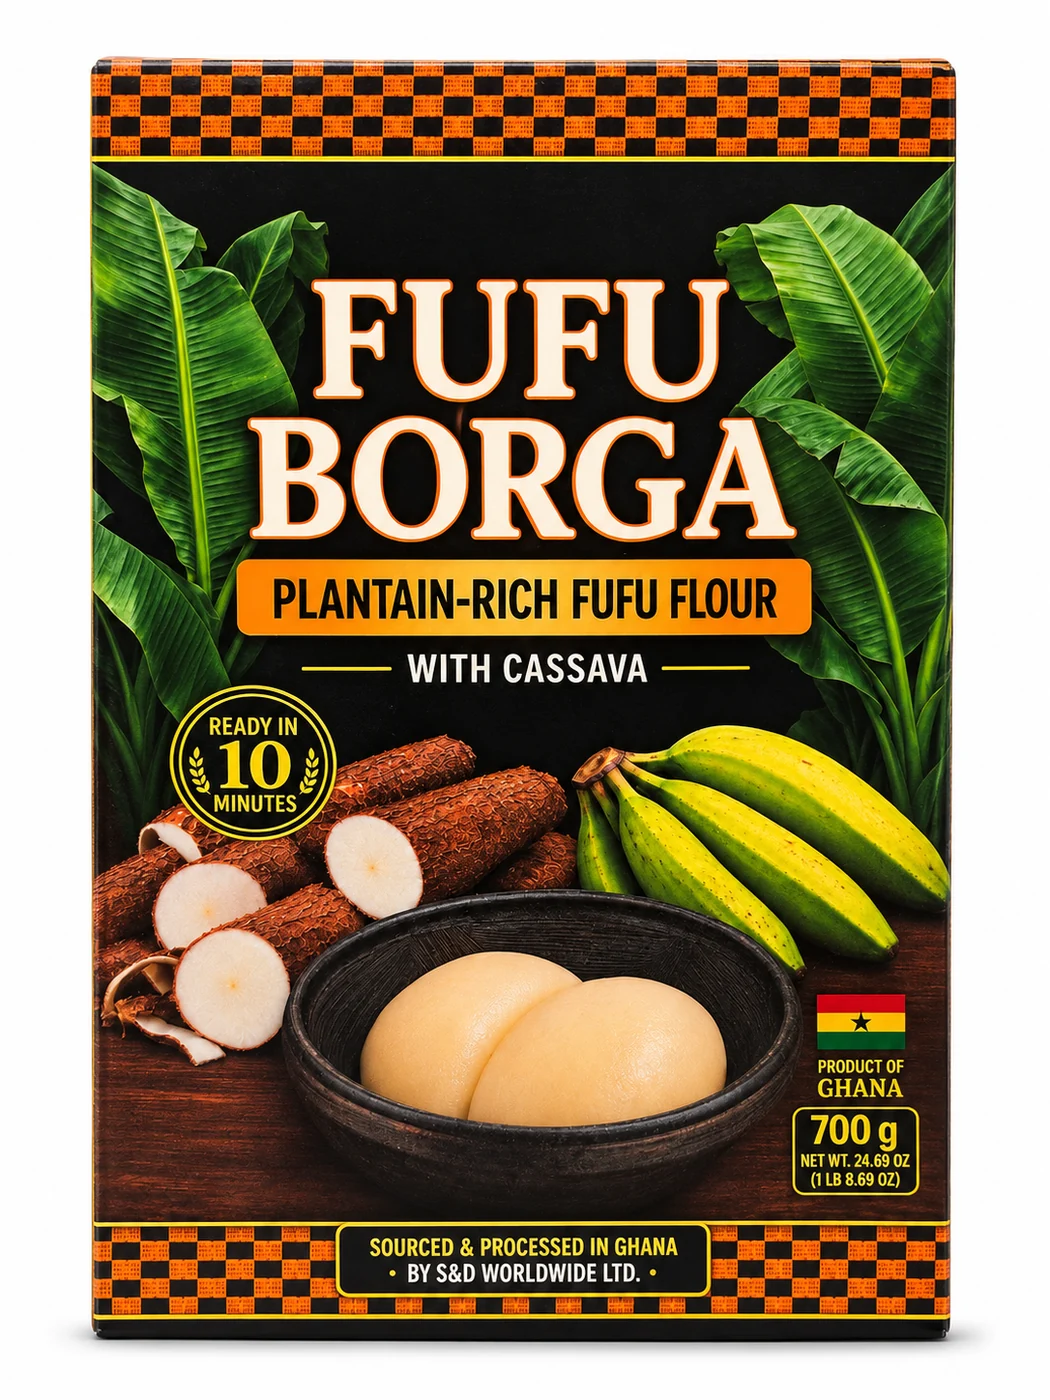 FUFU
BORGA
PLANTAIN-RICH FUFU FLOUR
WITH CASSAVA
READY IN
10
MINUTES
PRODUCT OF
GHANA
700 g
NET WT. 24.69 OZ
(1 LB 8.69 OZ)
SOURCED & PROCESSED IN GHANA
• BY S&D WORLDWIDE LTD. •